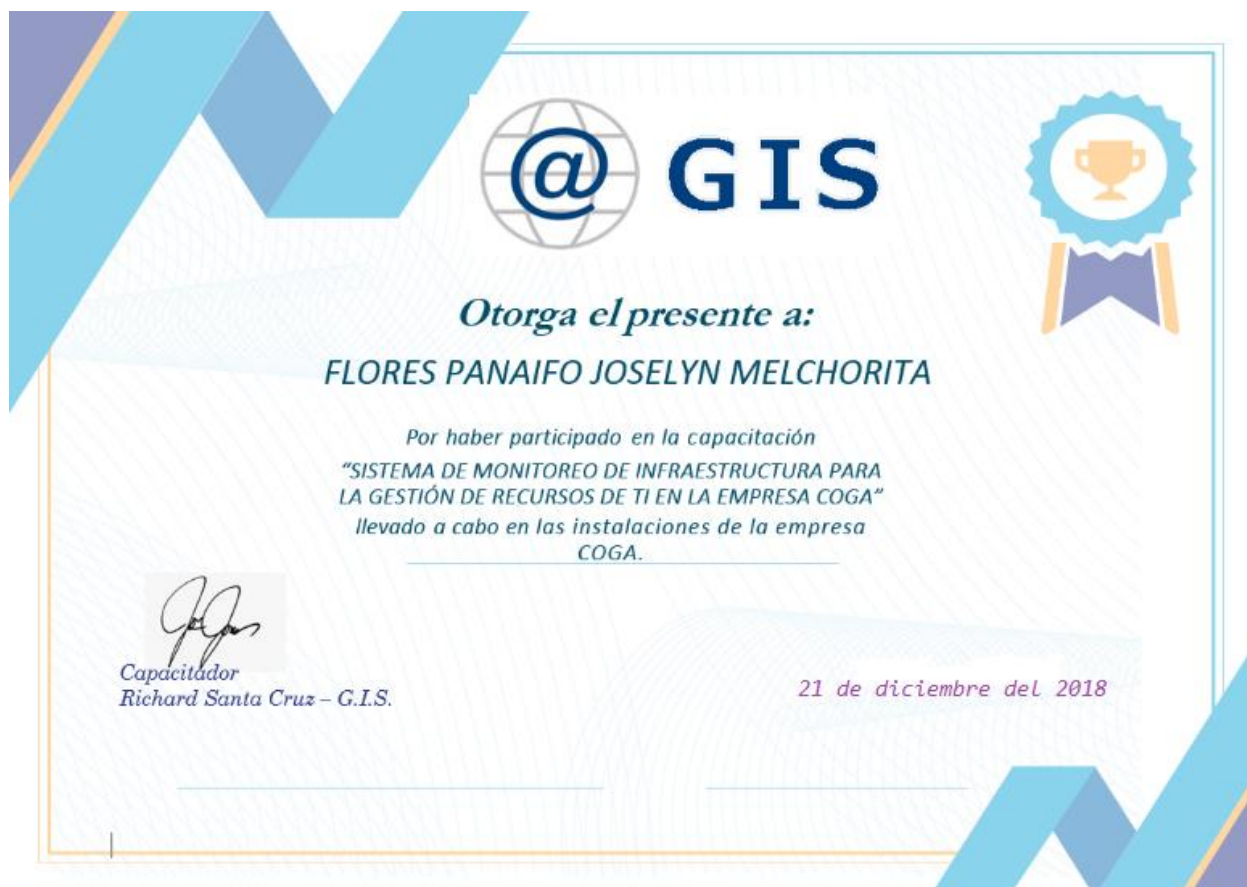 @ GIS
Otorga el presente a:
FLORES PANAIFO JOSELYN MELCHORITA
Por haber participado en la capacitación
“SISTEMA DE MONITOREO DE INFRAESTRUCTURA PARA
LA GESTIÓN DE RECURSOS DE TI EN LA EMPRESA COGA”
llevado a cabo en las instalaciones de la empresa
COGA.
Capacitador
Richard Santa Cruz – G.I.S.
21 de diciembre del 2018